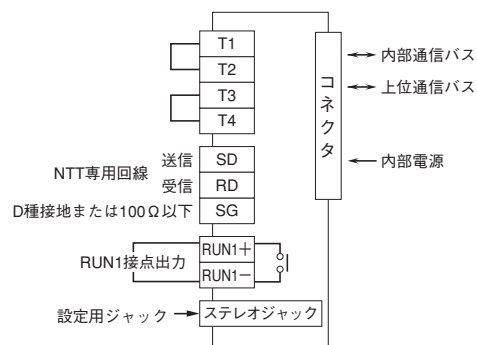 T1
T2
T3
T4
コネクタ
内部通信バス
上位通信バス
内部電源
NTT専用回線
送信 SD
受信 RD
D種接地または100Ω以下 SG
RUN1接点出力
RUN1+
RUN1−
設定用ジャック ステレオジャック